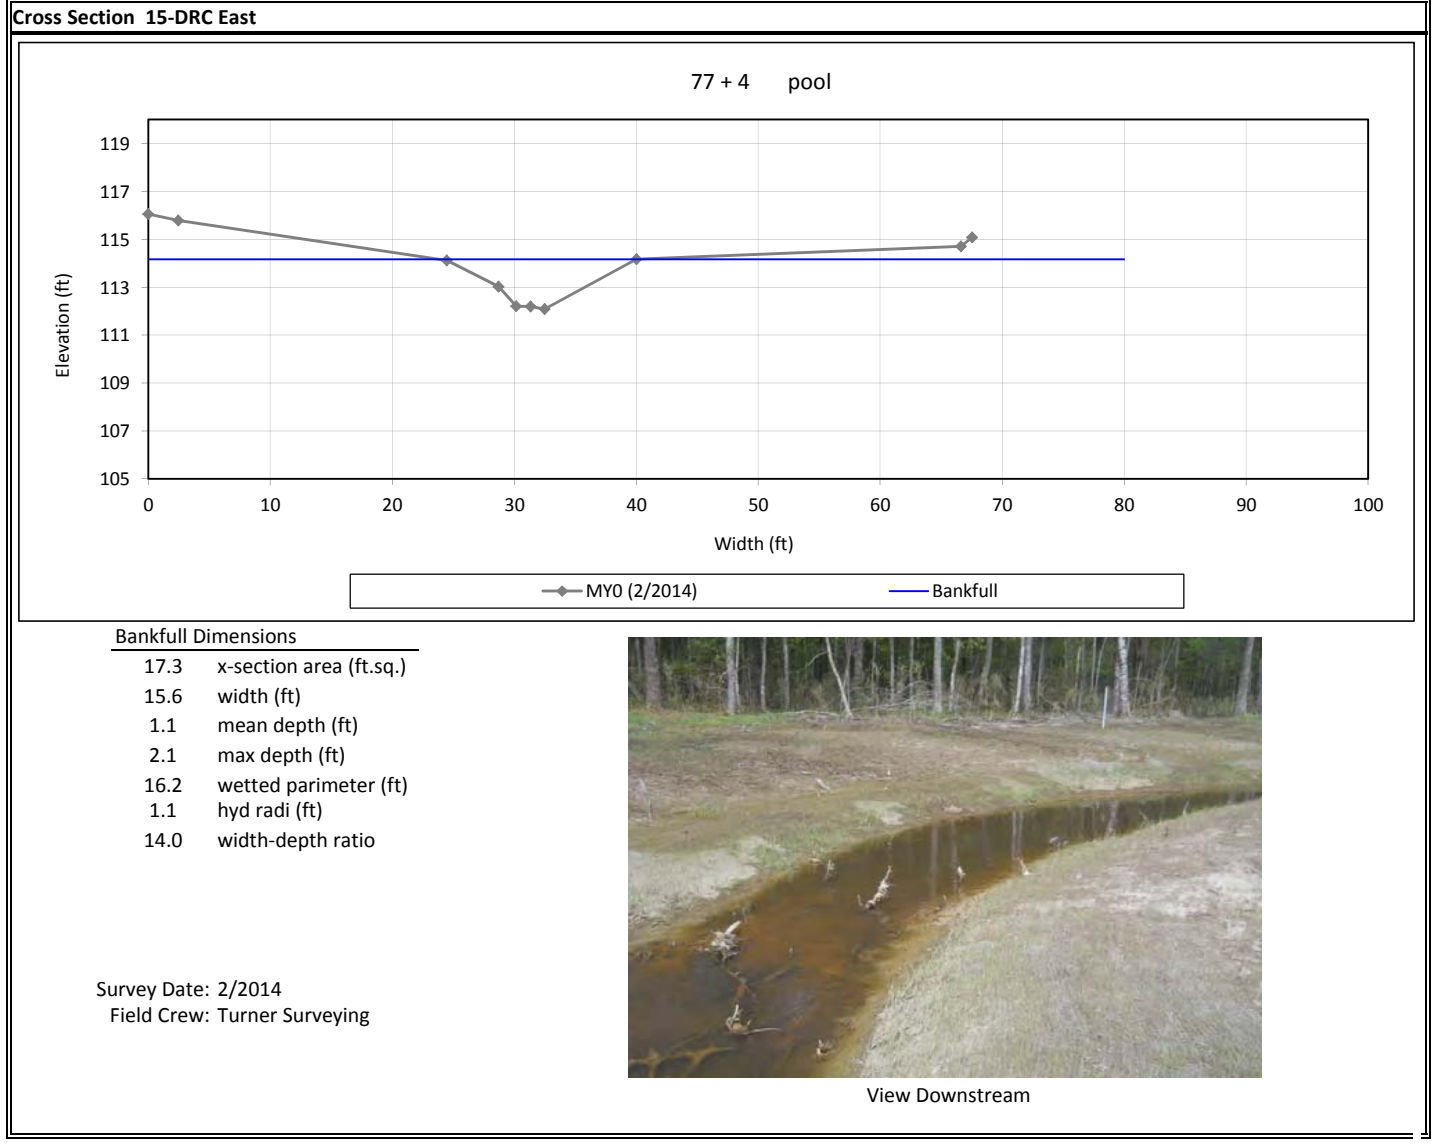 Cross Section 15-DRC East
77 + 4 pool
119
117
115
113
111
109
107
105
Elevation (ft)
0 10 20 30 40 50 60 70 80 90 100
Width (ft)
MY0 (2/2014) Bankfull
Bankfull Dimensions
17.3 x-section area (ft.sq.)
15.6 width (ft)
1.1 mean depth (ft)
2.1 max depth (ft)
16.2 wetted parimeter (ft)
1.1 hyd radi (ft)
14.0 width-depth ratio
Survey Date: 2/2014
Field Crew: Turner Surveying
View Downstream